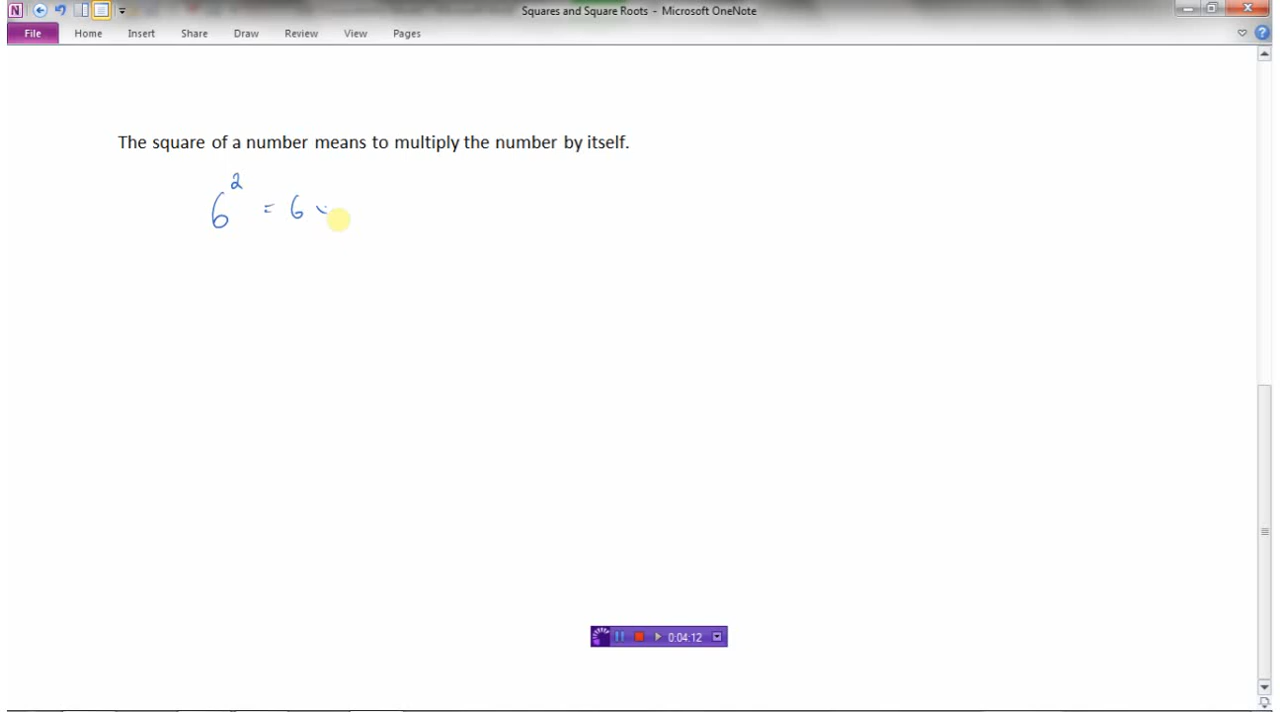 Squares and Square Roots - Microsoft OneNote
File Home Insert Share Draw Review View Pages
The square of a number means to multiply the number by itself.
6² = 6
0:04:12